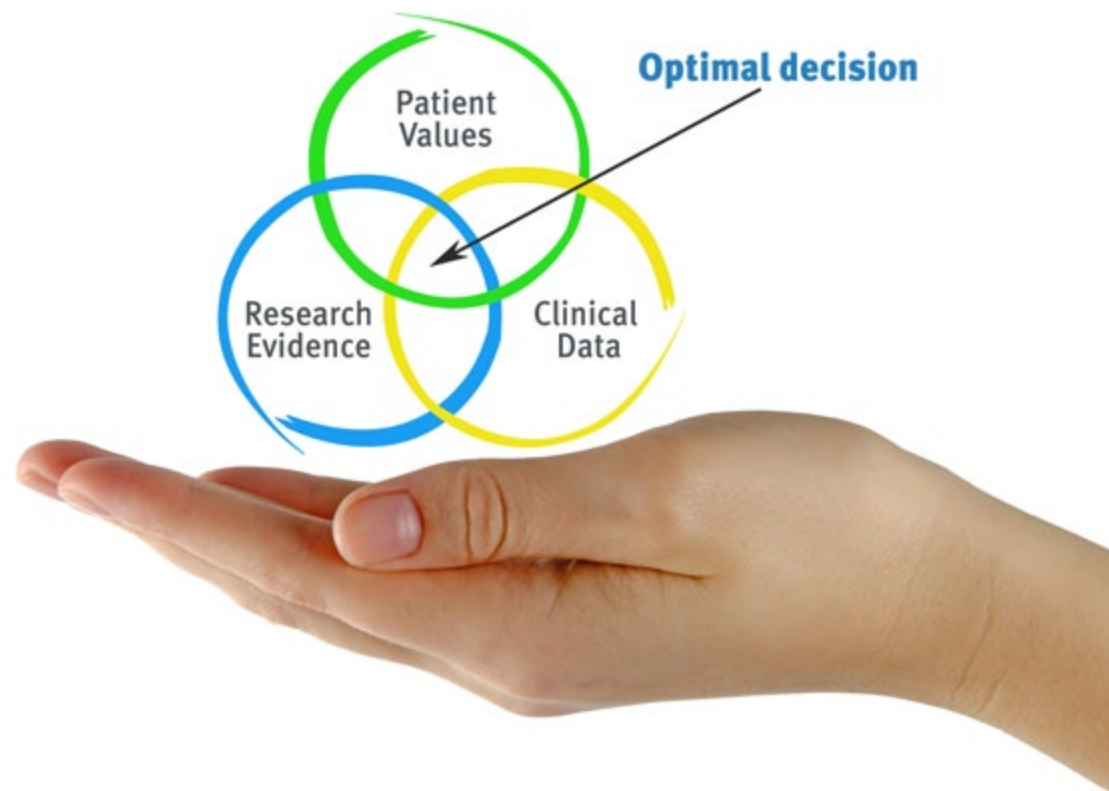 Optimal decision
Patient
Values
Research
Evidence
Clinical
Data